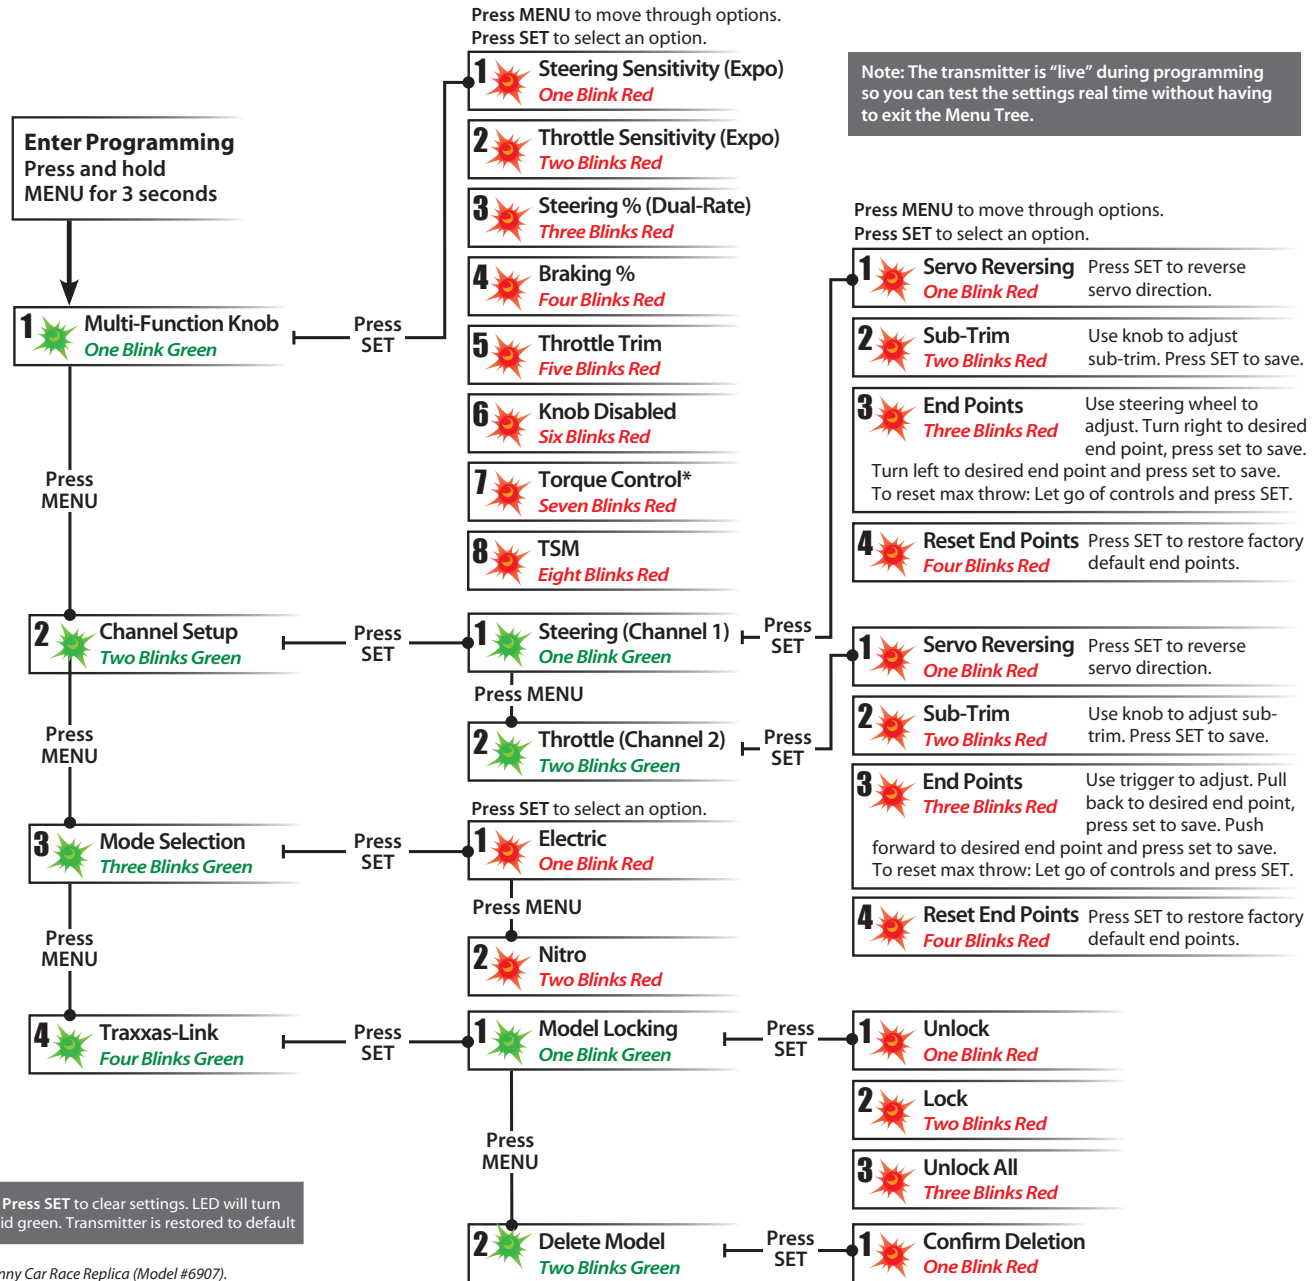 Press MENU to move through options.
Press SET to select an option.
1 Steering Sensitivity (Expo)
One Blink Red
2 Throttle Sensitivity (Expo)
Two Blinks Red
3 Steering % (Dual-Rate)
Three Blinks Red
4 Braking %
Four Blinks Red
5 Throttle Trim
Five Blinks Red
6 Knob Disabled
Six Blinks Red
7 Torque Control*
Seven Blinks Red
8 TSM
Eight Blinks Red
Note: The transmitter is “live” during programming
so you can test the settings real time without having
to exit the Menu Tree.
Enter Programming
Press and hold
MENU for 3 seconds
1 Multi-Function Knob
One Blink Green
Press
SET
Press
MENU
2 Channel Setup
Two Blinks Green
Press
SET
1 Steering (Channel 1)
One Blink Green
Press
SET
Press MENU
2 Throttle (Channel 2)
Two Blinks Green
Press
SET
Press MENU to move through options.
Press SET to select an option.
1 Servo Reversing Press SET to reverse
One Blink Red servo direction.
2 Sub-Trim Use knob to adjust
Two Blinks Red sub-trim. Press SET to save.
3 End Points Use steering wheel to
Three Blinks Red adjust. Turn right to desired
end point, press set to save.
Turn left to desired end point and press set to save.
To reset max throw: Let go of controls and press SET.
4 Reset End Points Press SET to restore factory
Four Blinks Red default end points.
1 Servo Reversing Press SET to reverse
One Blink Red servo direction.
2 Sub-Trim Use knob to adjust sub-
Two Blinks Red trim. Press SET to save.
3 End Points Use trigger to adjust. Pull
Three Blinks Red back to desired end point,
press set to save. Push
forward to desired end point and press set to save.
To reset max throw: Let go of controls and press SET.
4 Reset End Points Press SET to restore factory
Four Blinks Red default end points.
Press
MENU
3 Mode Selection
Three Blinks Green
Press
SET
Press SET to select an option.
1 Electric
One Blink Red
Press MENU
2 Nitro
Two Blinks Red
Press
MENU
4 Traxxas-Link
Four Blinks Green
Press
SET
1 Model Locking
One Blink Green
Press
SET
1 Unlock
One Blink Red
2 Lock
Two Blinks Red
3 Unlock All
Three Blinks Red
Press
MENU
2 Delete Model
Two Blinks Green
Press
SET
1 Confirm Deletion
One Blink Red
Press SET to clear settings. LED will turn
id green. Transmitter is restored to default
nny Car Race Replica (Model #6907).